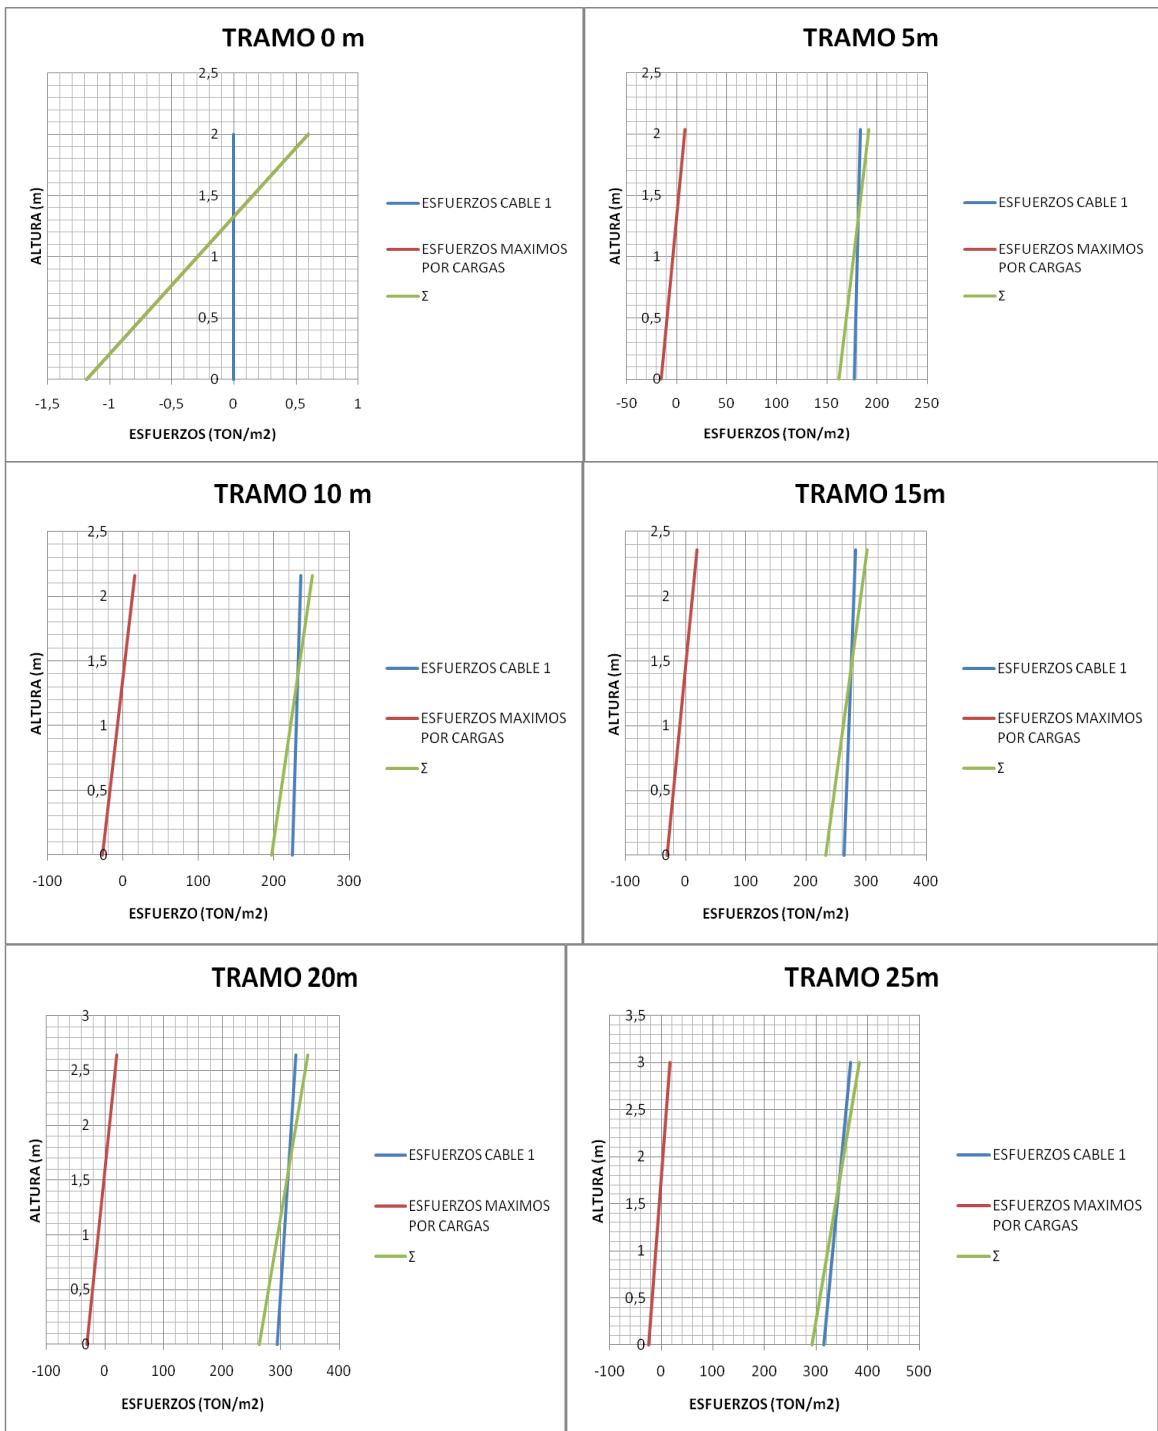 TRAMO 0 m
2,5
2
1,5
1
0,5
0
-1,5 -1 -0,5 0 0,5 1
ALTURA (m)
ESFUERZOS (TON/m2)
ESFUERZOS CABLE 1
ESFUERZOS MAXIMOS
POR CARGAS
Σ
TRAMO 5m
2,5
2
1,5
1
0,5
0
-50 0 50 100 150 200 250
ALTURA (m)
ESFUERZOS (TON/m2)
ESFUERZOS CABLE 1
ESFUERZOS MAXIMOS
POR CARGAS
Σ
TRAMO 10 m
2,5
2
1,5
1
0,5
0
-100 0 100 200 300
ALTURA (m)
ESFUERZO (TON/m2)
ESFUERZOS CABLE 1
ESFUERZOS MAXIMOS
POR CARGAS
Σ
TRAMO 15m
2,5
2
1,5
1
0,5
0
-100 0 100 200 300 400
ALTURA (m)
ESFUERZOS (TON/m2)
ESFUERZOS CABLE 1
ESFUERZOS MAXIMOS
POR CARGAS
Σ
TRAMO 20m
3
2,5
2
1,5
1
0,5
0
-100 0 100 200 300 400
ALTURA (m)
ESFUERZOS (TON/m2)
ESFUERZOS CABLE 1
ESFUERZOS MAXIMOS
POR CARGAS
Σ
TRAMO 25m
3,5
3
2,5
2
1,5
1
0,5
0
-100 0 100 200 300 400 500
ALTURA (m)
ESFUERZOS (TON/m2)
ESFUERZOS CABLE 1
ESFUERZOS MAXIMOS
POR CARGAS
Σ